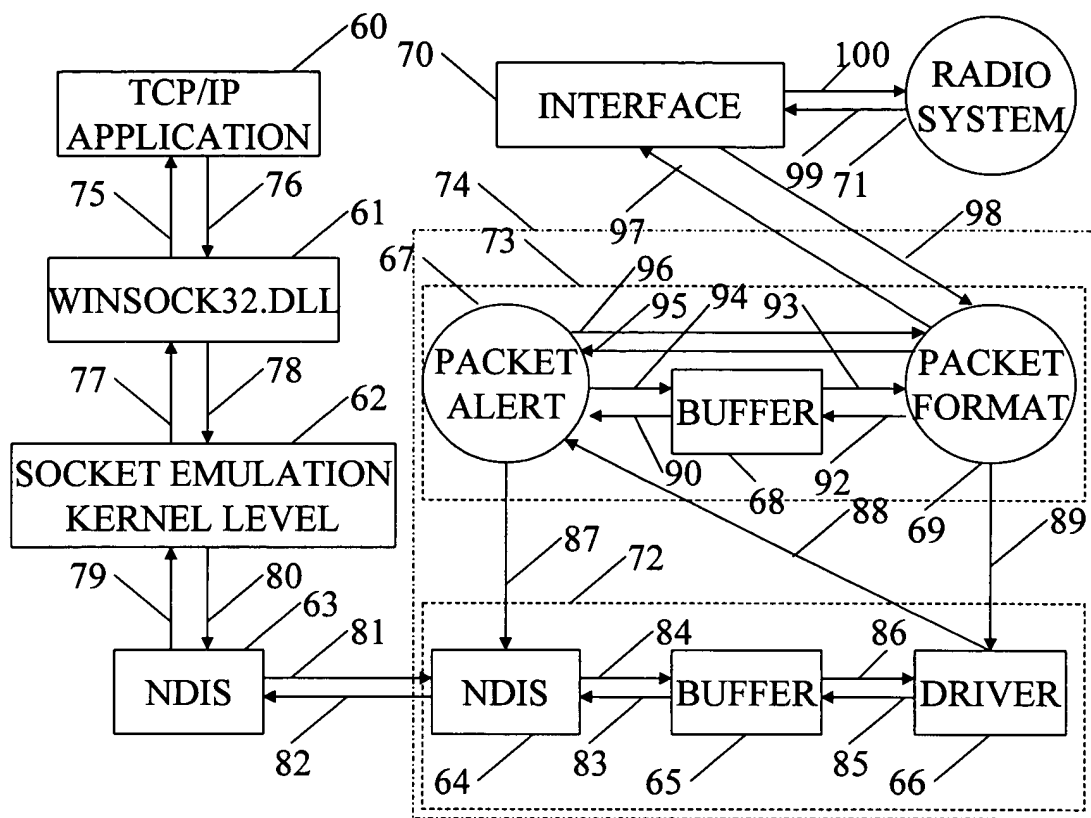 60
70
100
TCP/IP
APPLICATION
INTERFACE
RADIO
SYSTEM
75
76
74
99
71
61
73
97
98
67
96
95
94
93
WINSOCK32.DLL
PACKET
ALERT
BUFFER
PACKET
FORMAT
77
78
62
90
68
92
88
69
89
SOCKET EMULATION
KERNEL LEVEL
87
72
79
80
63
81
84
86
NDIS
NDIS
BUFFER
DRIVER
82
64
83
65
85
66